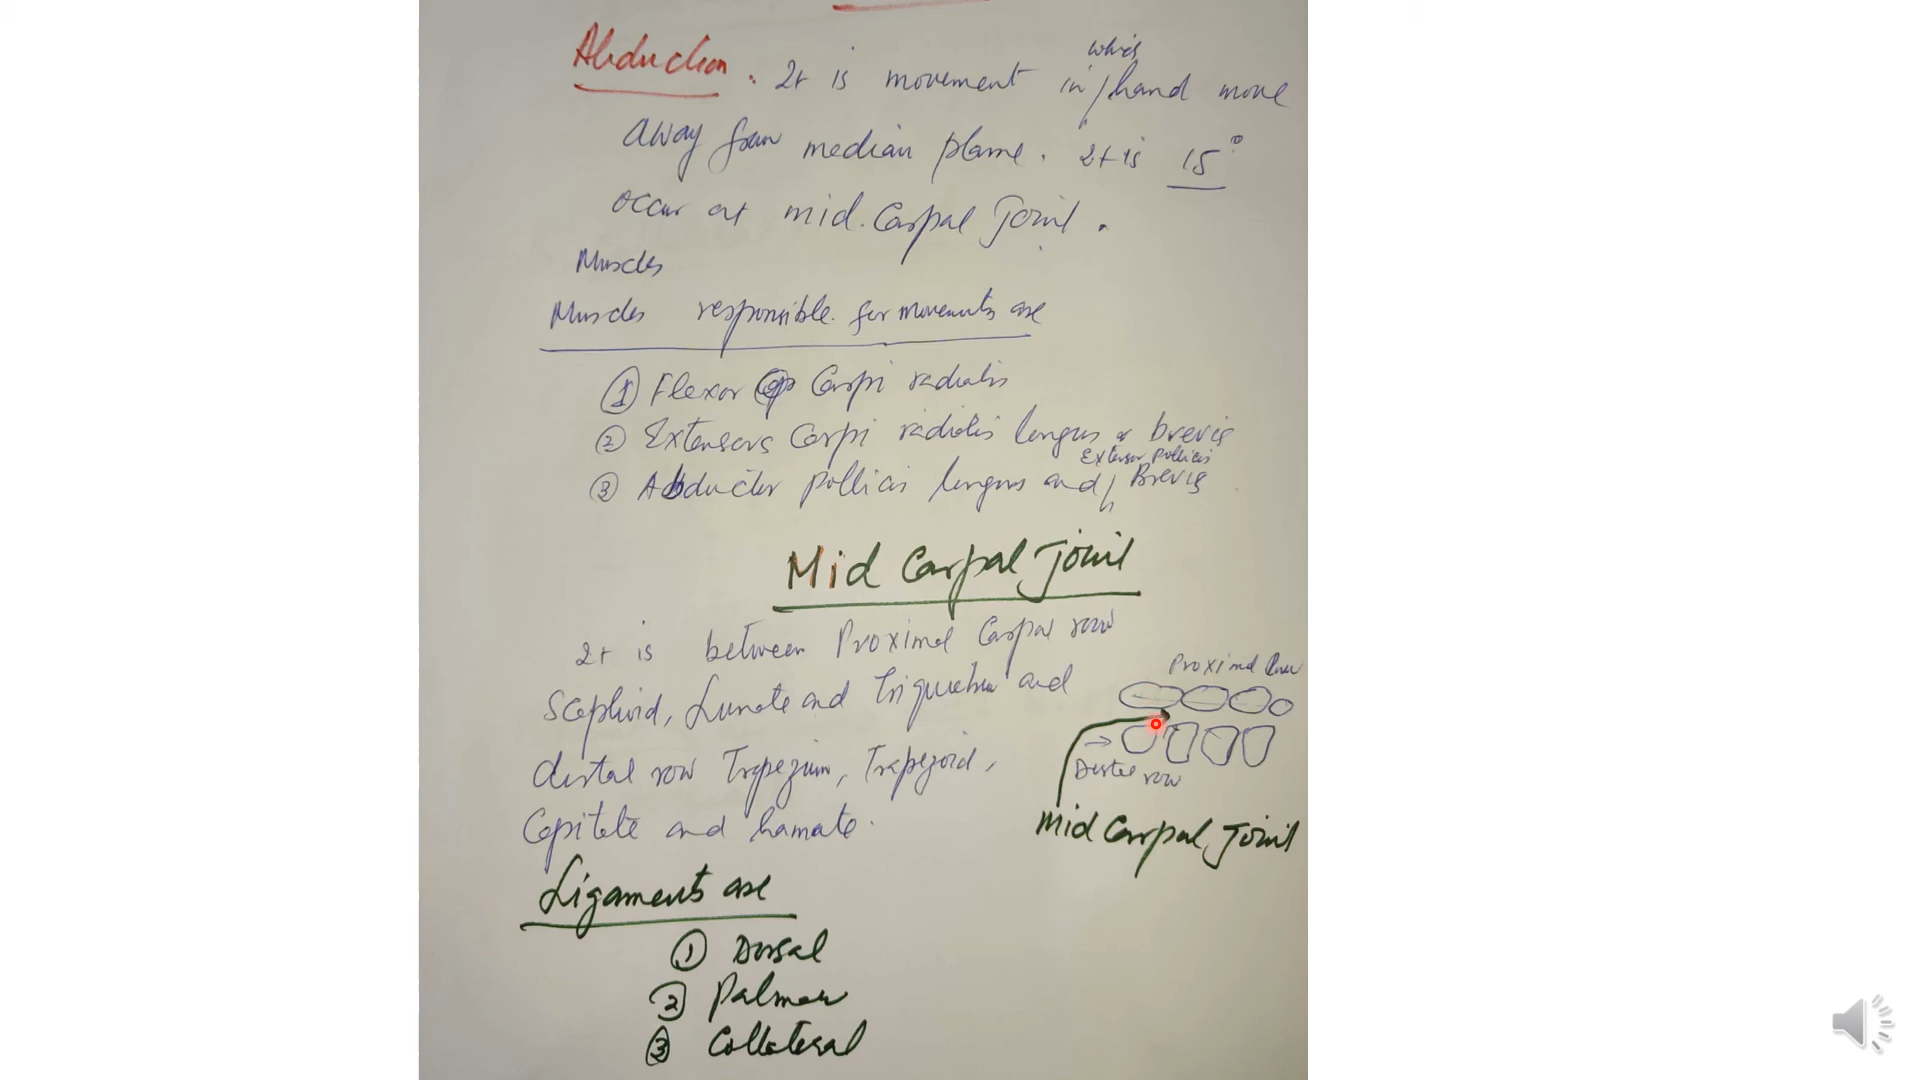 Abduction. It is movement in which hand move
away from median plane. It is 15°
occur at mid. Carpal Joint.
Muscles
Muscles responsible for movements are
① Flexor Carpi radialis
② Extensors Carpi radialis longus & brevis
③ Abductor pollicis longus and Extensor pollicis Brevis
Mid Carpal Joint
It is between Proximal Carpal row
Scaphoid, Lunate and Triquetrum and
distal row Trapezium, Trapezoid,
Capitate and hamate.
Proximal row
Distal row
Mid Carpal Joint
Ligaments are
① Dorsal
② Palmar
③ Collateral